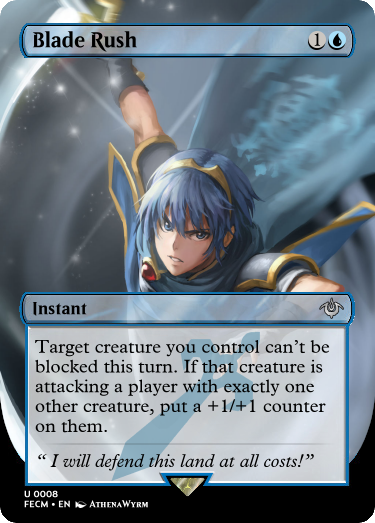 Blade Rush 1
Instant
Target creature you control can't be
blocked this turn. If that creature is
attacking a player with exactly one
other creature, put a +1/+1 counter
on them.
“ I will defend this land at all costs!”
U 0008
FECM • EN AthenaWyrm